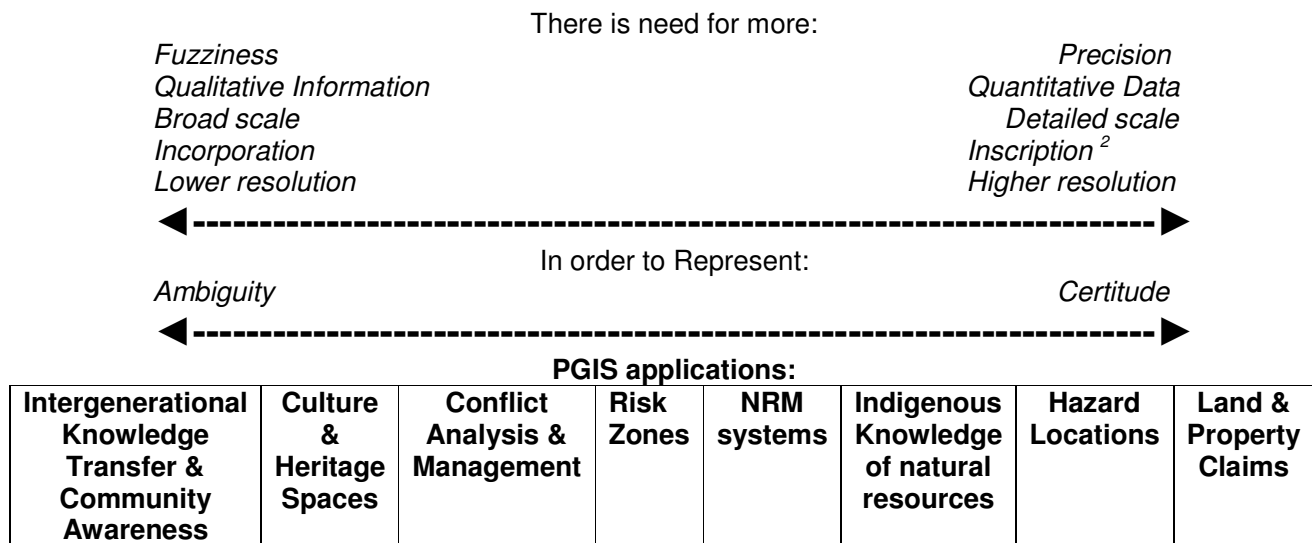 There is need for more:
Fuzziness Precision
Qualitative Information Quantitative Data
Broad scale Detailed scale
Incorporation Inscription 2
Lower resolution Higher resolution
In order to Represent:
Ambiguity Certitude
PGIS applications:
Intergenerational Culture Conflict Risk NRM Indigenous Hazard Land &
Knowledge & Analysis & Zones systems Knowledge Locations Property
Transfer & Heritage Management of natural Claims
Community Spaces resources
Awareness